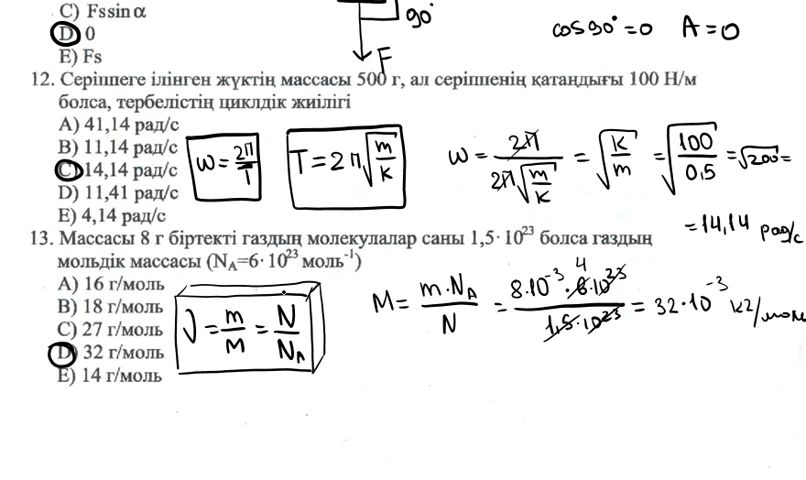 C) Fssin α
D) 0
E) Fs
90°
F
cos90°=0 A=0
12. Серіппеге ілінген жүктің массасы 500 г, ал серіппенің қатаңдығы 100 Н/м
болса, тербелістің циклдік жиілігі
A) 41,14 рад/с
B) 11,14 рад/с
C) 14,14 рад/с
D) 11,41 рад/с
E) 4,14 рад/с
W = 2π/T
T = 2π√(m/k)
W = 2π/(2π√(m/k)) = √(k/m) = √(100/0,5) = √200 =
= 14,14 рад/с
13. Массасы 8 г біртекті газдың молекулалар саны 1,5·10²³ болса газдың
мольдік массасы (N_A=6·10²³ моль⁻¹)
A) 16 г/моль
B) 18 г/моль
C) 27 г/моль
D) 32 г/моль
E) 14 г/моль
ν = m/M = N/N_A
M = m·N_A/N = 8·10⁻³·6·10²³/1,5·10²³ = 32·10⁻³ кг/моль
4